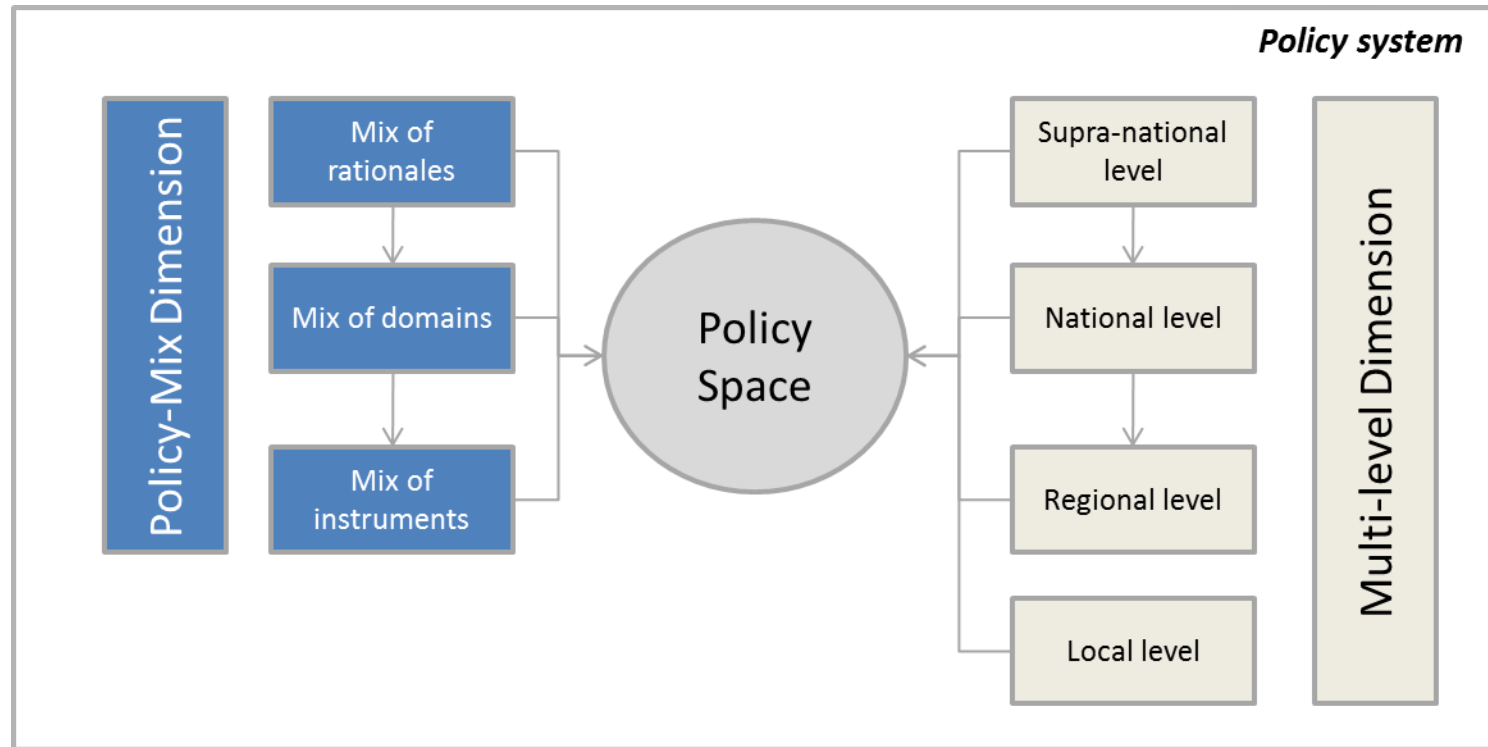 Policy system
Policy-Mix Dimension
Mix of
rationales
Mix of domains
Mix of
instruments
Policy
Space
Supra-national
level
National level
Regional level
Local level
Multi-level Dimension